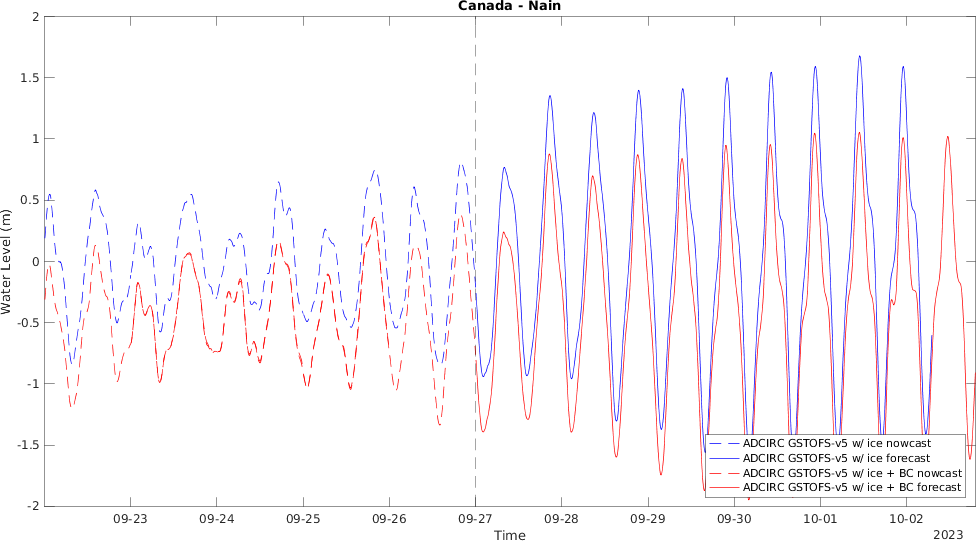 Canada - Nain
2
1.5
1
0.5
0
-0.5
-1
-1.5
-2
Water Level (m)
ADCIRC GSTOFS-v5 w/ ice nowcast
ADCIRC GSTOFS-v5 w/ ice forecast
ADCIRC GSTOFS-v5 w/ ice + BC nowcast
ADCIRC GSTOFS-v5 w/ ice + BC forecast
09-23 09-24 09-25 09-26 09-27 09-28 09-29 09-30 10-01 10-02
Time
2023